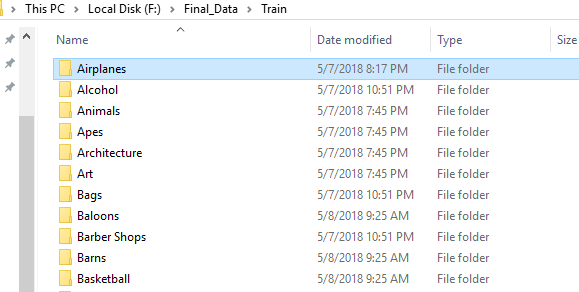 This PC > Local Disk (F:) > Final_Data > Train
Name Date modified Type Size
Airplanes 5/7/2018 8:17 PM File folder
Alcohol 5/7/2018 10:51 PM File folder
Animals 5/7/2018 7:45 PM File folder
Apes 5/7/2018 7:45 PM File folder
Architecture 5/7/2018 7:45 PM File folder
Art 5/7/2018 7:45 PM File folder
Bags 5/7/2018 10:51 PM File folder
Baloons 5/8/2018 9:25 AM File folder
Barber Shops 5/7/2018 10:51 PM File folder
Barns 5/8/2018 9:25 AM File folder
Basketball 5/8/2018 9:25 AM File folder